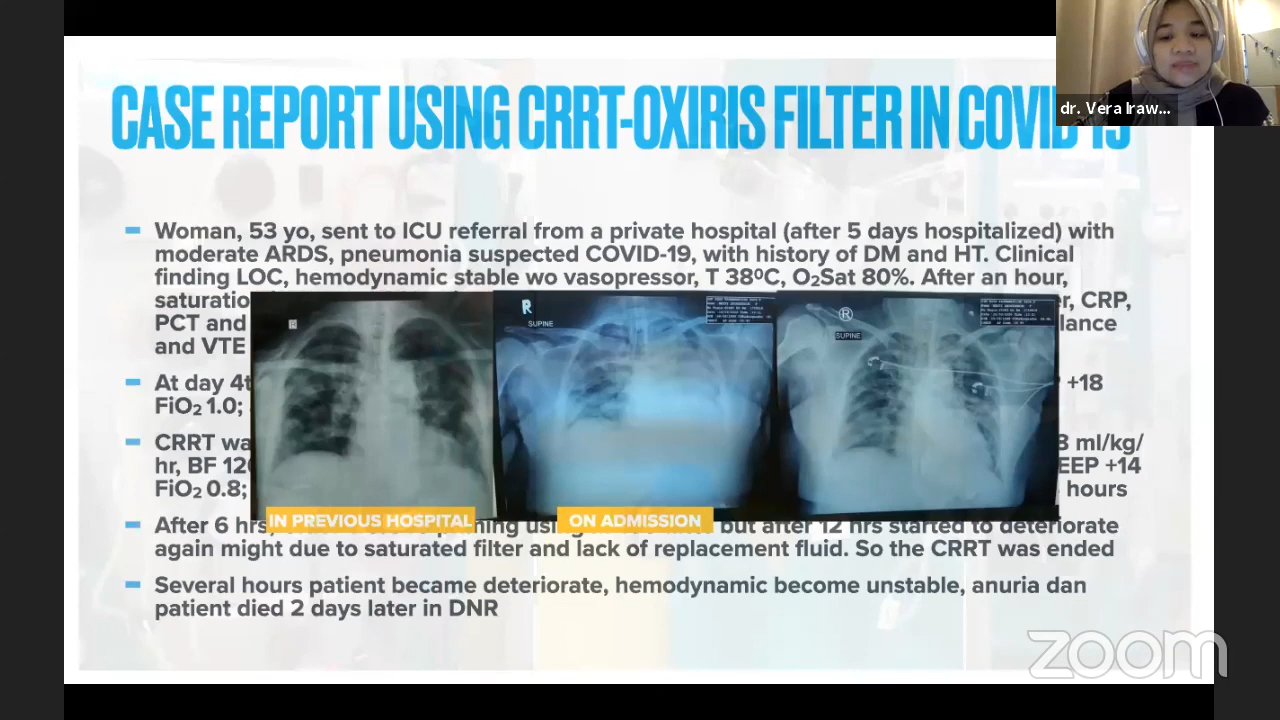 CASE REPORT USING CRRT-OXIRIS FILTER IN COVID 19
dr. Vera Iraw...
Woman, 53 yo, sent to ICU referral from a private hospital (after 5 days hospitalized) with
moderate ARDS, pneumonia suspected COVID-19, with history of DM and HT. Clinical
finding LOC, hemodynamic stable wo vasopressor, T 38⁰C, O₂Sat 80%. After an hour,
saturatio CRP,
PCT and lance
and VTE
At day 4t +18
FiO₂ 1.0;
CRRT wa ml/kg/
hr, BF 12 EEP +14
FiO₂ 0.8; hours
R
SUPINE
R
SUPINE
IN PREVIOUS HOSPITAL
ON ADMISSION
After 6 hrs, but after 12 hrs started to deteriorate
again might due to saturated filter and lack of replacement fluid. So the CRRT was ended
Several hours patient became deteriorate, hemodynamic become unstable, anuria dan
patient died 2 days later in DNR
zoom